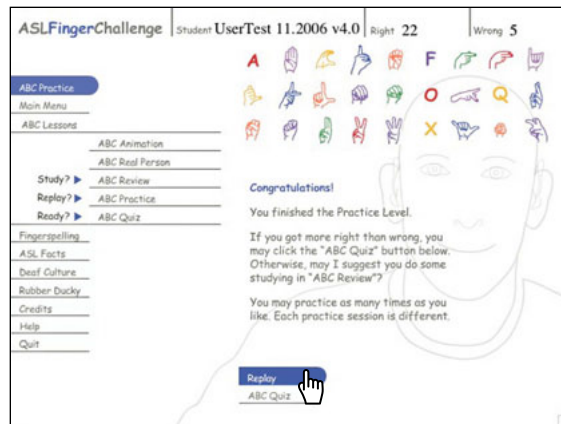 ASLFingerChallenge Student UserTest 11.2006 v4.0 Right 22 Wrong 5
A F
O Q
X
ABC Practice
Main Menu
ABC Lessons
ABC Animation
ABC Real Person
Study? ABC Review
Replay? ABC Practice
Ready? ABC Quiz
Fingerspelling
ASL Facts
Deaf Culture
Rubber Ducky
Credits
Help
Quit
Congratulations!
You finished the Practice Level.
If you got more right than wrong, you
may click the "ABC Quiz" button below.
Otherwise, may I suggest you do some
studying in "ABC Review"?
You may practice as many times as you
like. Each practice session is different.
Replay
ABC Quiz